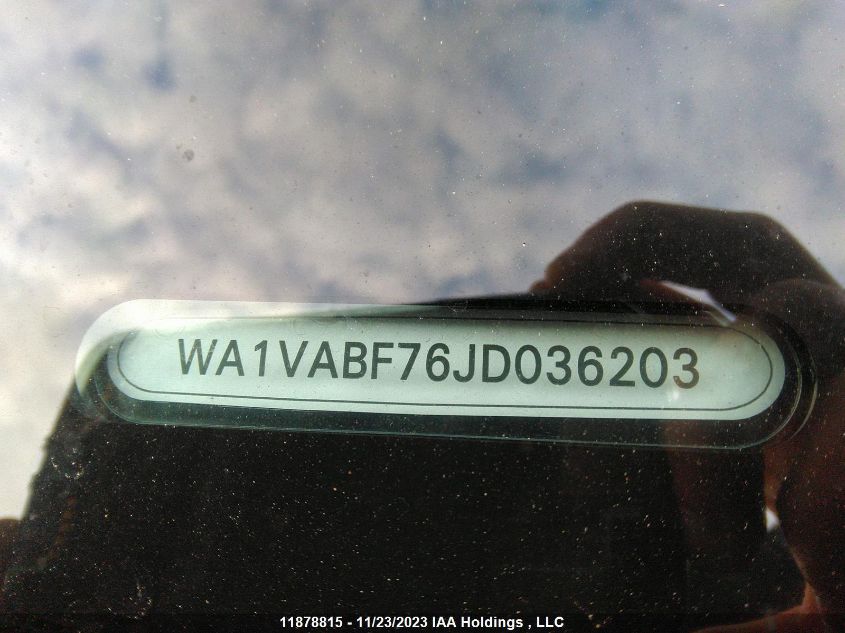 WA1VABF76JD036203
11878815 - 11/23/2023 IAA Holdings , LLC